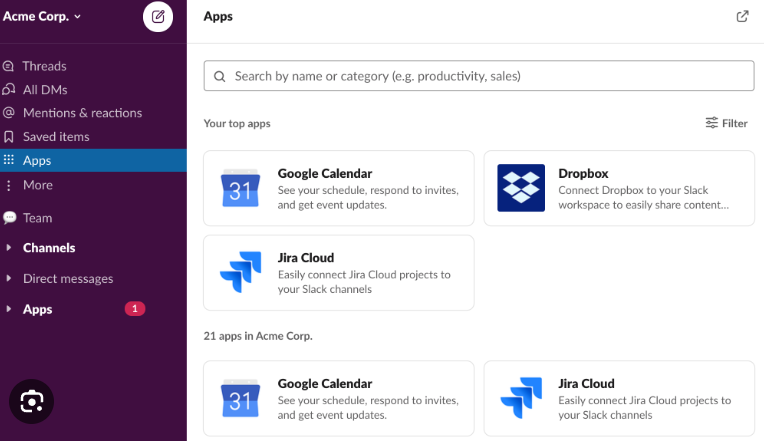 Acme Corp.
Threads
All DMs
Mentions & reactions
Saved items
Apps
More
Team
Channels
Direct messages
Apps 1
Apps
Search by name or category (e.g. productivity, sales)
Your top apps
Filter
31
Google Calendar
See your schedule, respond to invites,
and get event updates.
Dropbox
Connect Dropbox to your Slack
workspace to easily share content...
Jira Cloud
Easily connect Jira Cloud projects to
your Slack channels
21 apps in Acme Corp.
31
Google Calendar
See your schedule, respond to invites,
and get event updates.
Jira Cloud
Easily connect Jira Cloud projects to
your Slack channels